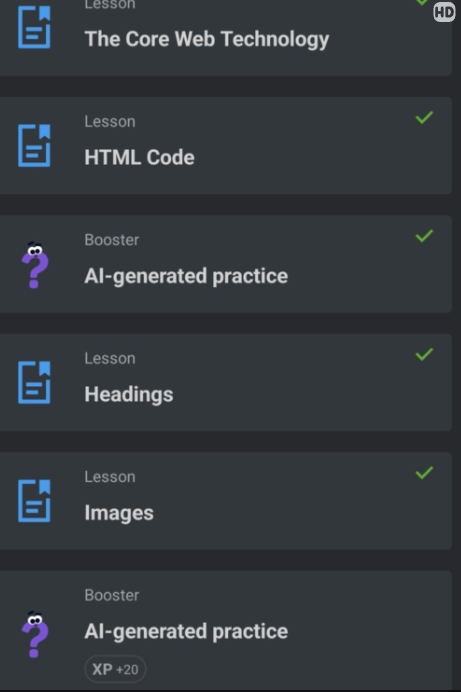 Lesson
HD
The Core Web Technology
Lesson
HTML Code
Booster
AI-generated practice
Lesson
Headings
Lesson
Images
Booster
AI-generated practice
XP +20